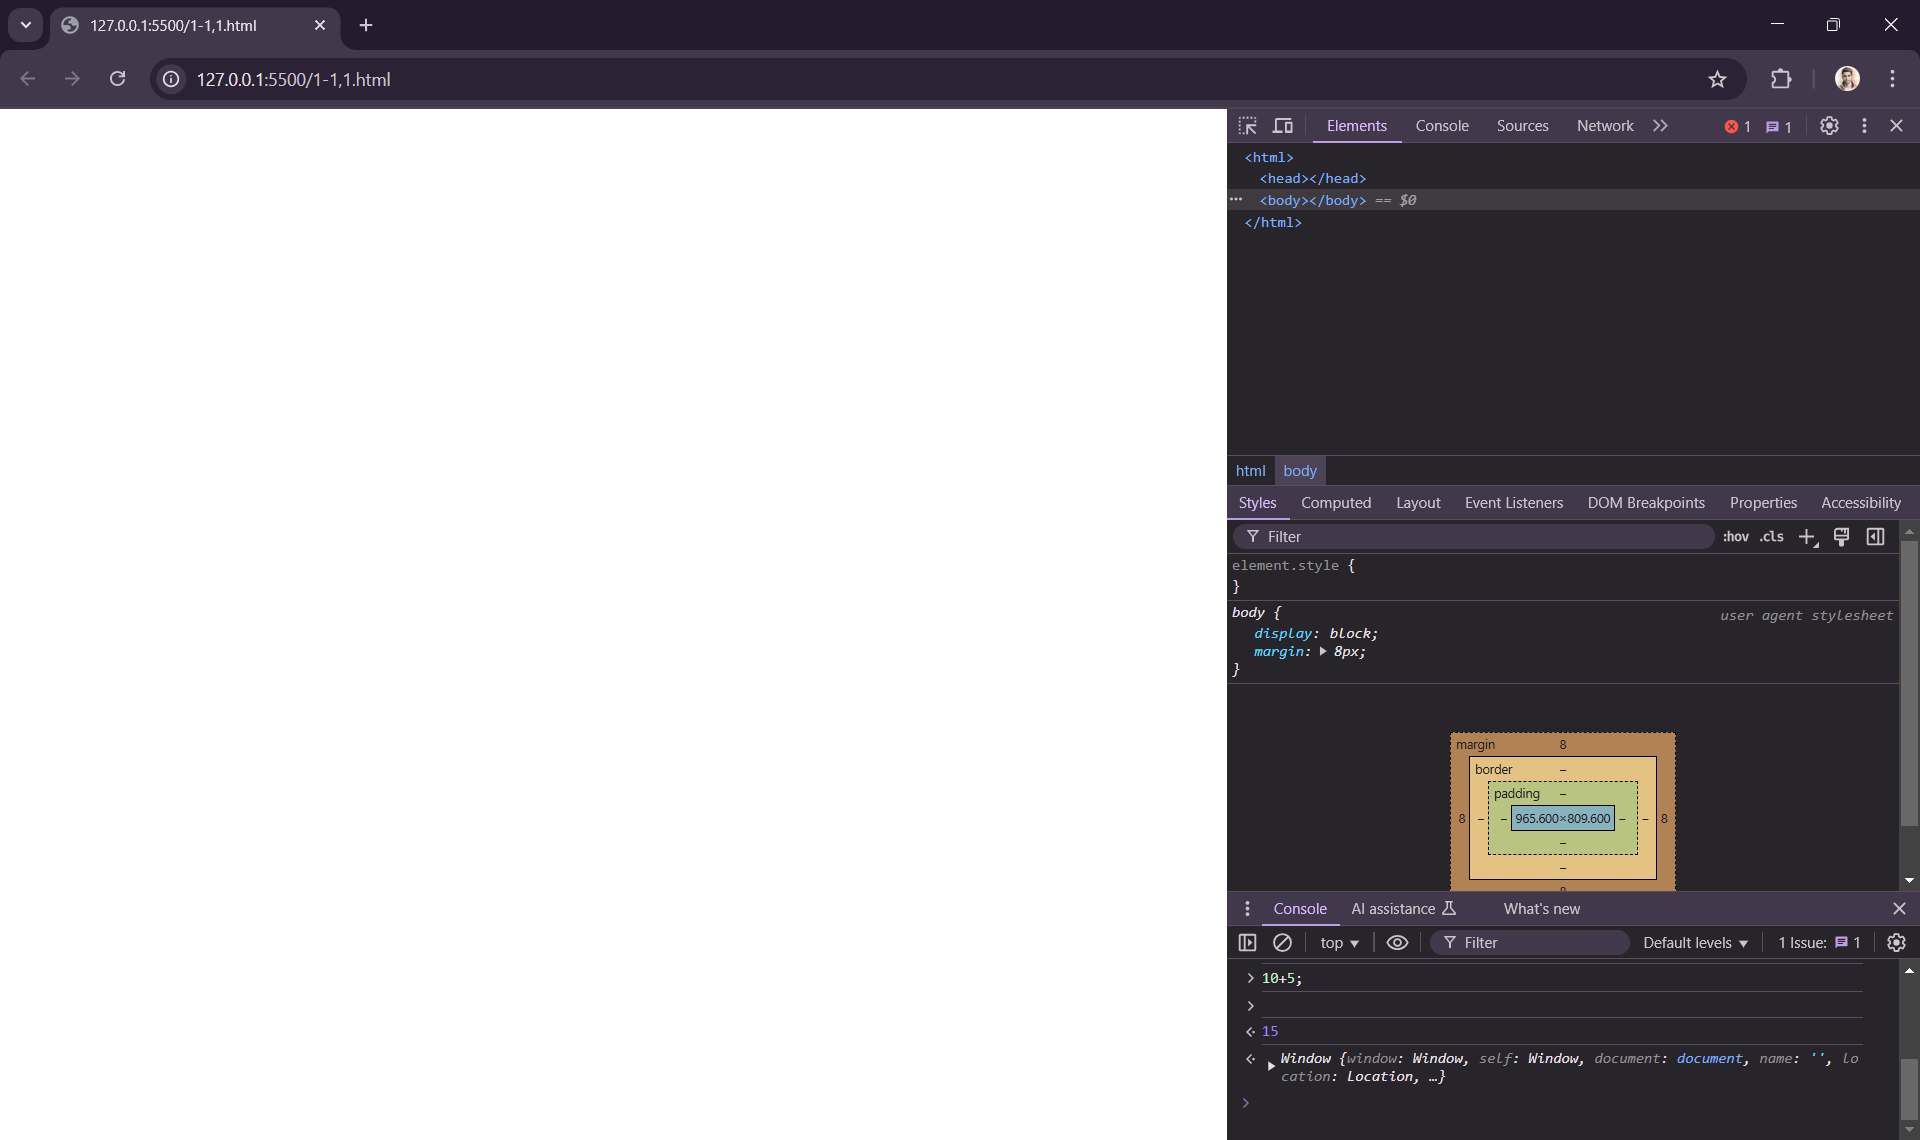 127.0.0.1:5500/1-1,1.html
127.0.0.1:5500/1-1,1.html
Elements Console Sources Network 1 1
<html>
<head></head>
<body></body> == $0
</html>
html body
Styles Computed Layout Event Listeners DOM Breakpoints Properties Accessibility
Filter :hov .cls
element.style {
}
body { user agent stylesheet
display: block;
margin: 8px;
}
margin 8
border –
padding –
8 – – 965.600×809.600 – – 8
–
–
Console AI assistance What's new
top Filter Default levels 1 Issue: 1
10+5;
15
Window {window: Window, self: Window, document: document, name: '', lo
cation: Location, …}